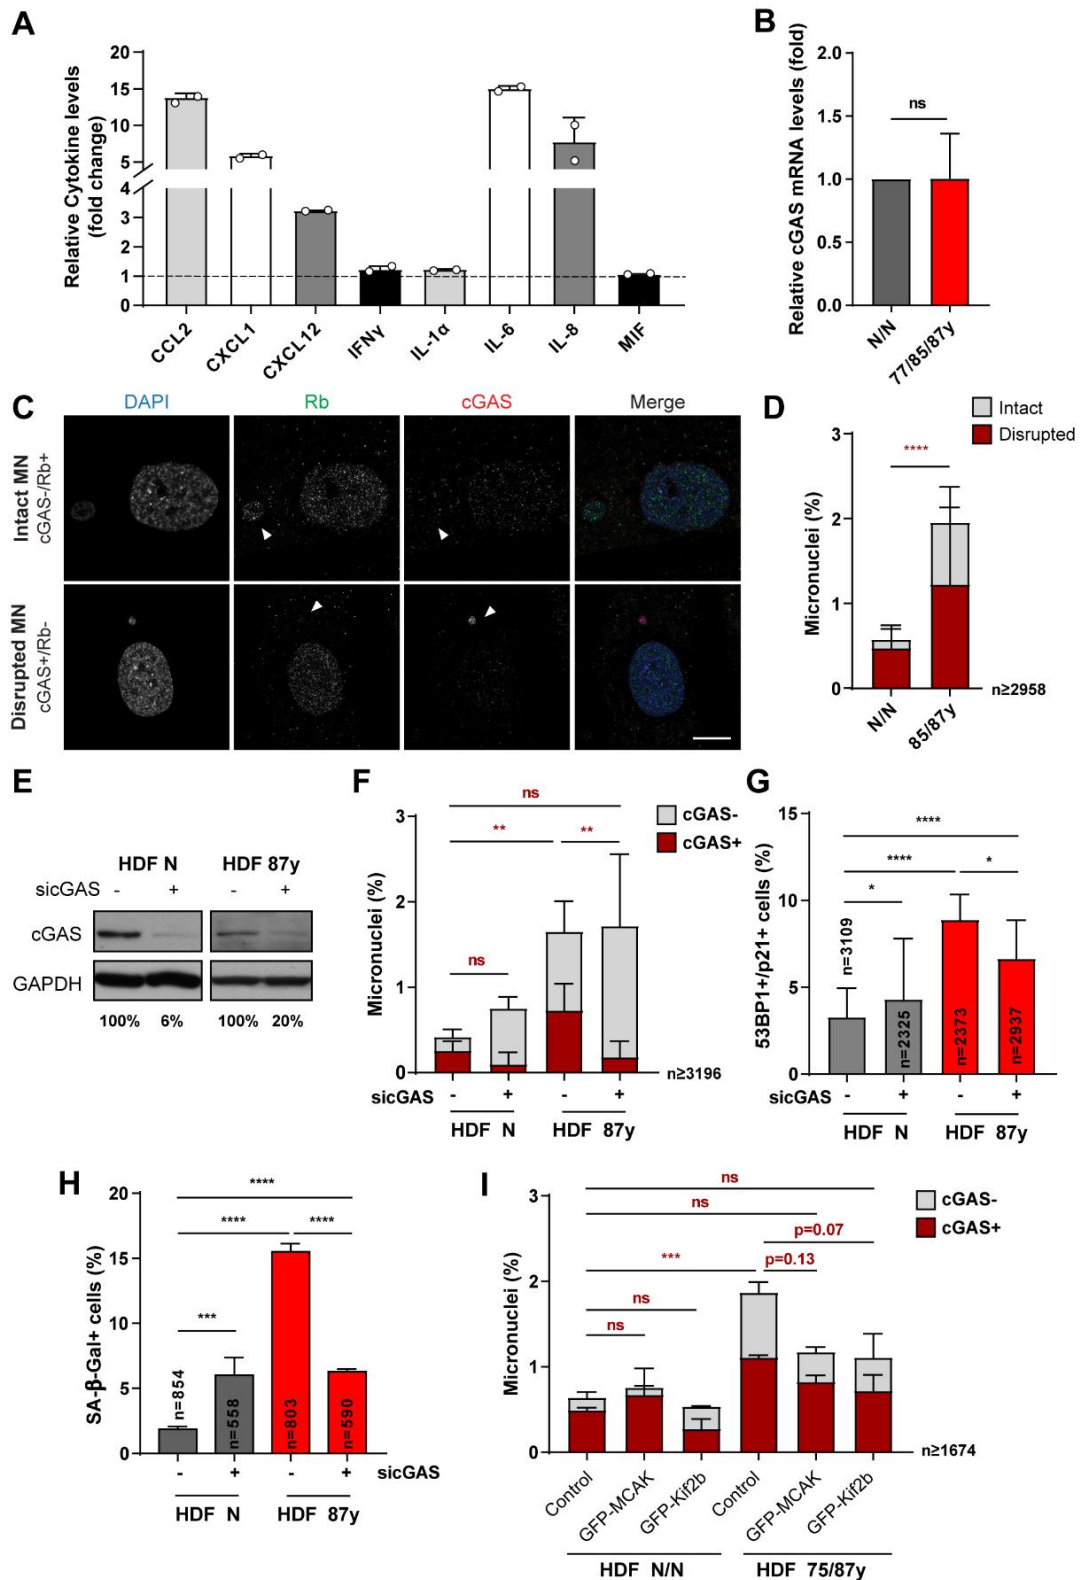 A
Relative Cytokine levels
(fold change)
20
15
10
5
4
3
2
1
0
CCL2
CXCL1
CXCL12
IFNγ
IL-1α
IL-6
IL-8
MIF
B
Relative cGAS mRNA levels (fold)
2.0
1.5
1.0
0.5
0.0
ns
N/N
77/85/87y
C
DAPI
Rb
cGAS
Merge
Intact MN
cGAS-/Rb+
Disrupted MN
cGAS+/Rb-
D
Intact
Disrupted
Micronuclei (%)
3
2
1
0
****
N/N
85/87y
n≥2958
E
HDF N
HDF 87y
sicGAS - + - +
cGAS
GAPDH
100% 6% 100% 20%
F
cGAS-
cGAS+
Micronuclei (%)
3
2
1
0
ns
**
**
ns
n≥3196
sicGAS - + - +
HDF N
HDF 87y
G
53BP1+/p21+ cells (%)
15
10
5
0
****
****
*
*
n=3109
n=2325
n=2373
n=2937
sicGAS - + - +
HDF N
HDF 87y
H
SA-β-Gal+ cells (%)
20
15
10
5
0
****
****
****
***
n=854
n=558
n=803
n=590
- + - + sicGAS
HDF N
HDF 87y
I
cGAS-
cGAS+
Micronuclei (%)
3
2
1
0
ns
ns
p=0.07
*** p=0.13
ns
ns
n≥1674
Control
GFP-MCAK
GFP-Kif2b
Control
GFP-MCAK
GFP-Kif2b
HDF N/N
HDF 75/87y